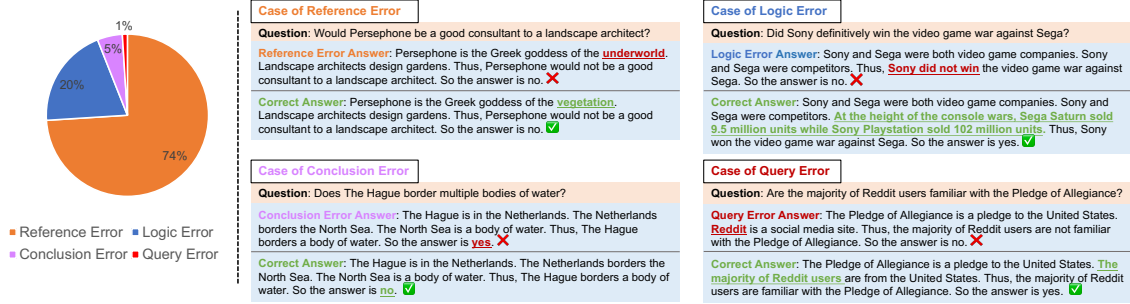 1%
5%
20%
74%
Reference Error Logic Error
Conclusion Error Query Error
Case of Reference Error
Question: Would Persephone be a good consultant to a landscape architect?
Reference Error Answer: Persephone is the Greek goddess of the underworld.
Landscape architects design gardens. Thus, Persephone would not be a good
consultant to a landscape architect. So the answer is no.
Correct Answer: Persephone is the Greek goddess of the vegetation.
Landscape architects design gardens. Thus, Persephone would not be a good
consultant to a landscape architect. So the answer is no.
Case of Conclusion Error
Question: Does The Hague border multiple bodies of water?
Conclusion Error Answer: The Hague is in the Netherlands. The Netherlands
borders the North Sea. The North Sea is a body of water. Thus, The Hague
borders a body of water. So the answer is yes.
Correct Answer: The Hague is in the Netherlands. The Netherlands borders the
North Sea. The North Sea is a body of water. Thus, The Hague borders a body of
water. So the answer is no.
Case of Logic Error
Question: Did Sony definitively win the video game war against Sega?
Logic Error Answer: Sony and Sega were both video game companies. Sony
and Sega were competitors. Thus, Sony did not win the video game war against
Sega. So the answer is no.
Correct Answer: Sony and Sega were both video game companies. Sony and
Sega were competitors. At the height of the console wars, Sega Saturn sold
9.5 million units while Sony Playstation sold 102 million units. Thus, Sony
won the video game war against Sega. So the answer is yes.
Case of Query Error
Question: Are the majority of Reddit users familiar with the Pledge of Allegiance?
Query Error Answer: The Pledge of Allegiance is a pledge to the United States.
Reddit is a social media site. Thus, the majority of Reddit users are not familiar
with the Pledge of Allegiance. So the answer is no.
Correct Answer: The Pledge of Allegiance is a pledge to the United States. The
majority of Reddit users are from the United States. Thus, the majority of Reddit
users are familiar with the Pledge of Allegiance. So the answer is yes.